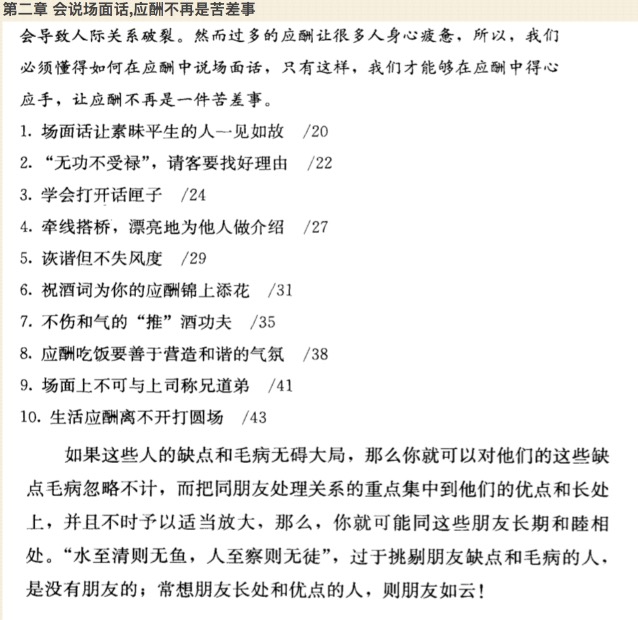 第二章 会说场面话,应酬不再是苦差事
会导致人际关系破裂。然而过多的应酬让很多人身心疲惫，所以，我们
必须懂得如何在应酬中说场面话，只有这样，我们才能够在应酬中得心
应手，让应酬不再是一件苦差事。
1. 场面话让素昧平生的人一见如故 /20
2. “无功不受禄”，请客要找好理由 /22
3. 学会打开话匣子 /24
4. 牵线搭桥，漂亮地为他人做介绍 /27
5. 诙谐但不失风度 /29
6. 祝酒词为你的应酬锦上添花 /31
7. 不伤和气的“推”酒功夫 /35
8. 应酬吃饭要善于营造和谐的气氛 /38
9. 场面上不可与上司称兄道弟 /41
10. 生活应酬离不开打圆场 /43
如果这些人的缺点和毛病无碍大局，那么你就可以对他们的这些缺
点毛病忽略不计，而把同朋友处理关系的重点集中到他们的优点和长处
上，并且不时予以适当放大，那么，你就可能同这些朋友长期和睦相
处。“水至清则无鱼，人至察则无徒”，过于挑剔朋友缺点和毛病的人，
是没有朋友的；常想朋友长处和优点的人，则朋友如云！